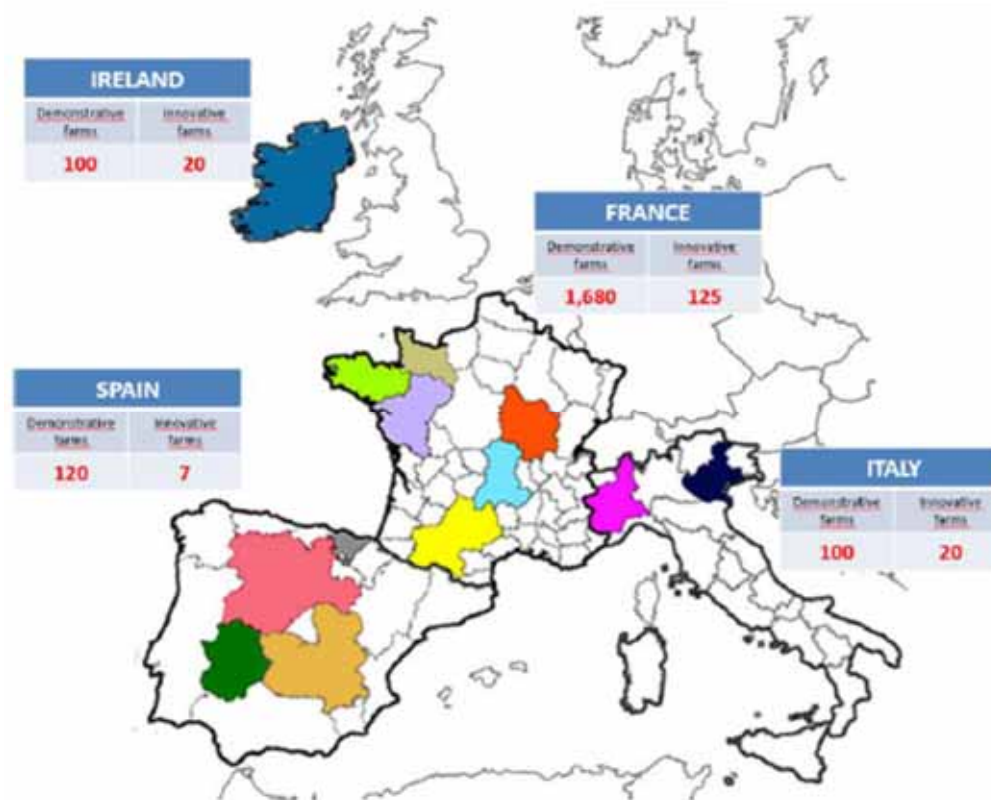 IRELAND
Demonstrative Innovative
farms farms
100 20
FRANCE
Demonstrative Innovative
farms farms
1,680 125
SPAIN
Demonstrative Innovative
farms farms
120 7
ITALY
Demonstrative Innovative
farms farms
100 20